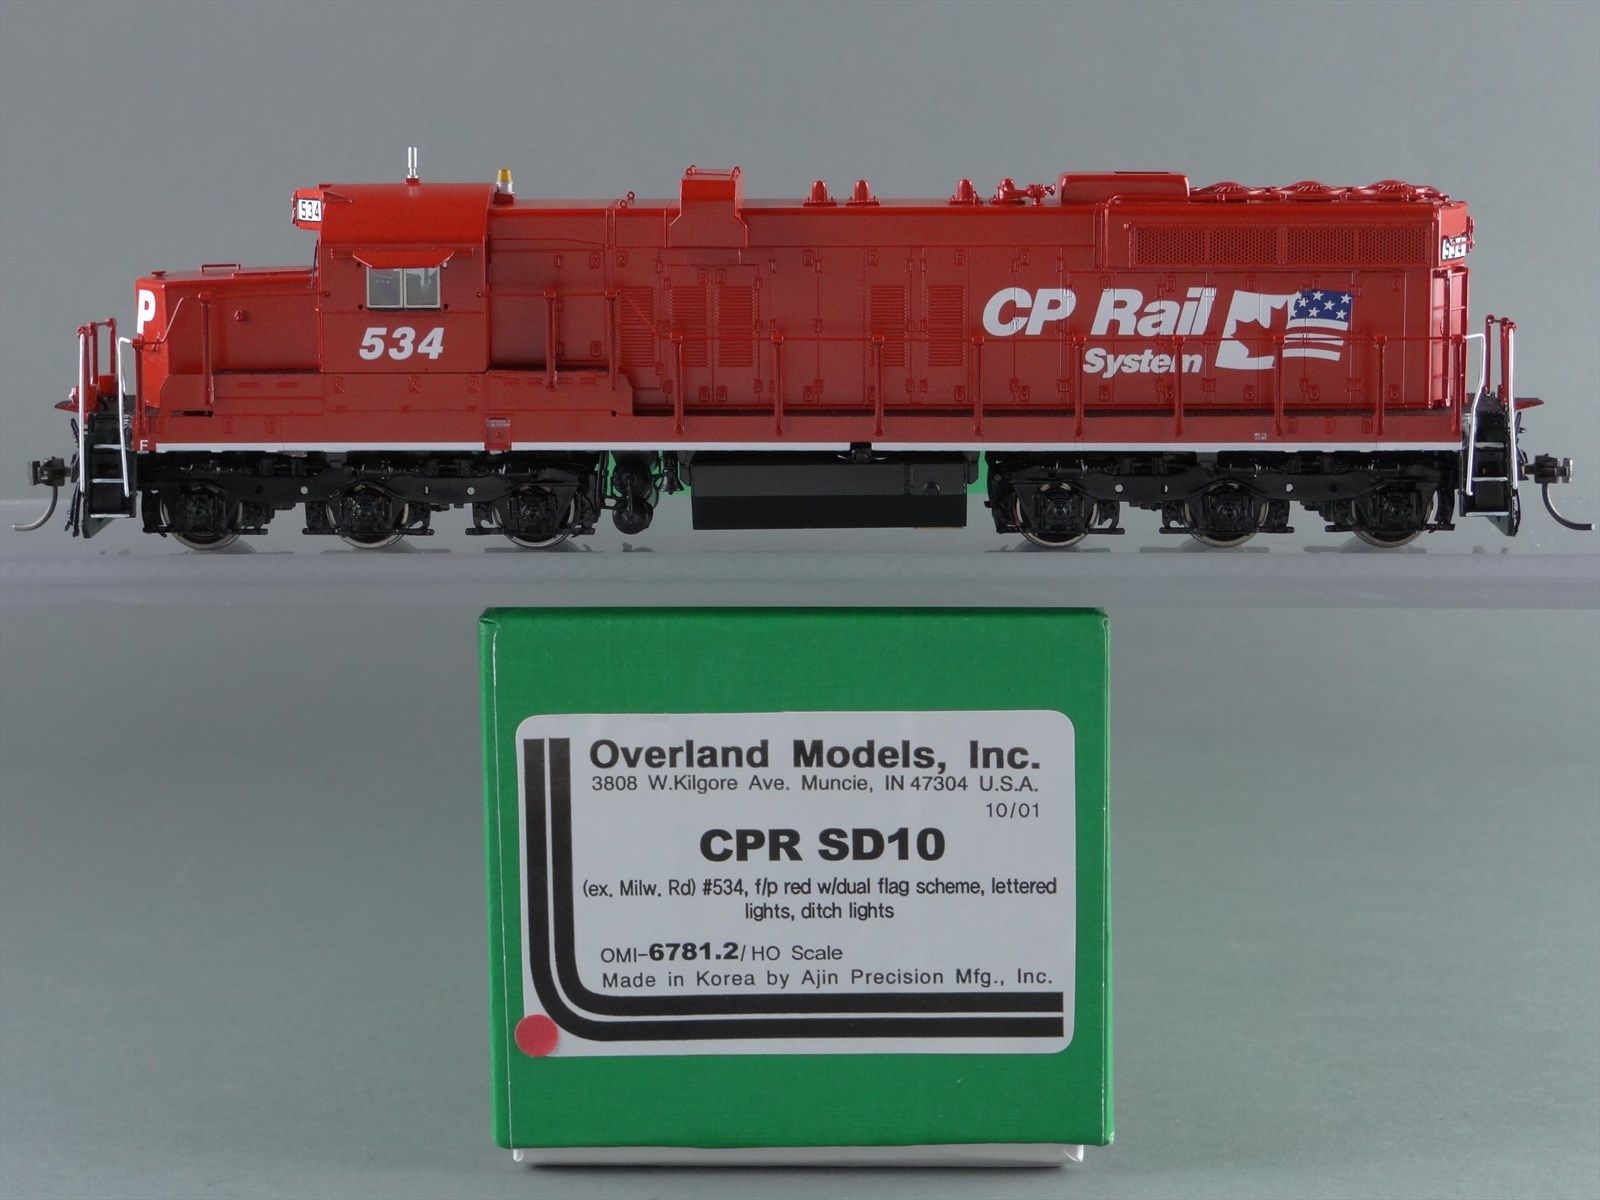 534
P
534
CP Rail
System
534
F
Overland Models, Inc.
3808 W.Kilgore Ave. Muncie, IN 47304 U.S.A.
10/01
CPR SD10
(ex. Milw. Rd) #534, f/p red w/dual flag scheme, lettered
lights, ditch lights
OMI-6781.2/HO Scale
Made in Korea by Ajin Precision Mfg., Inc.